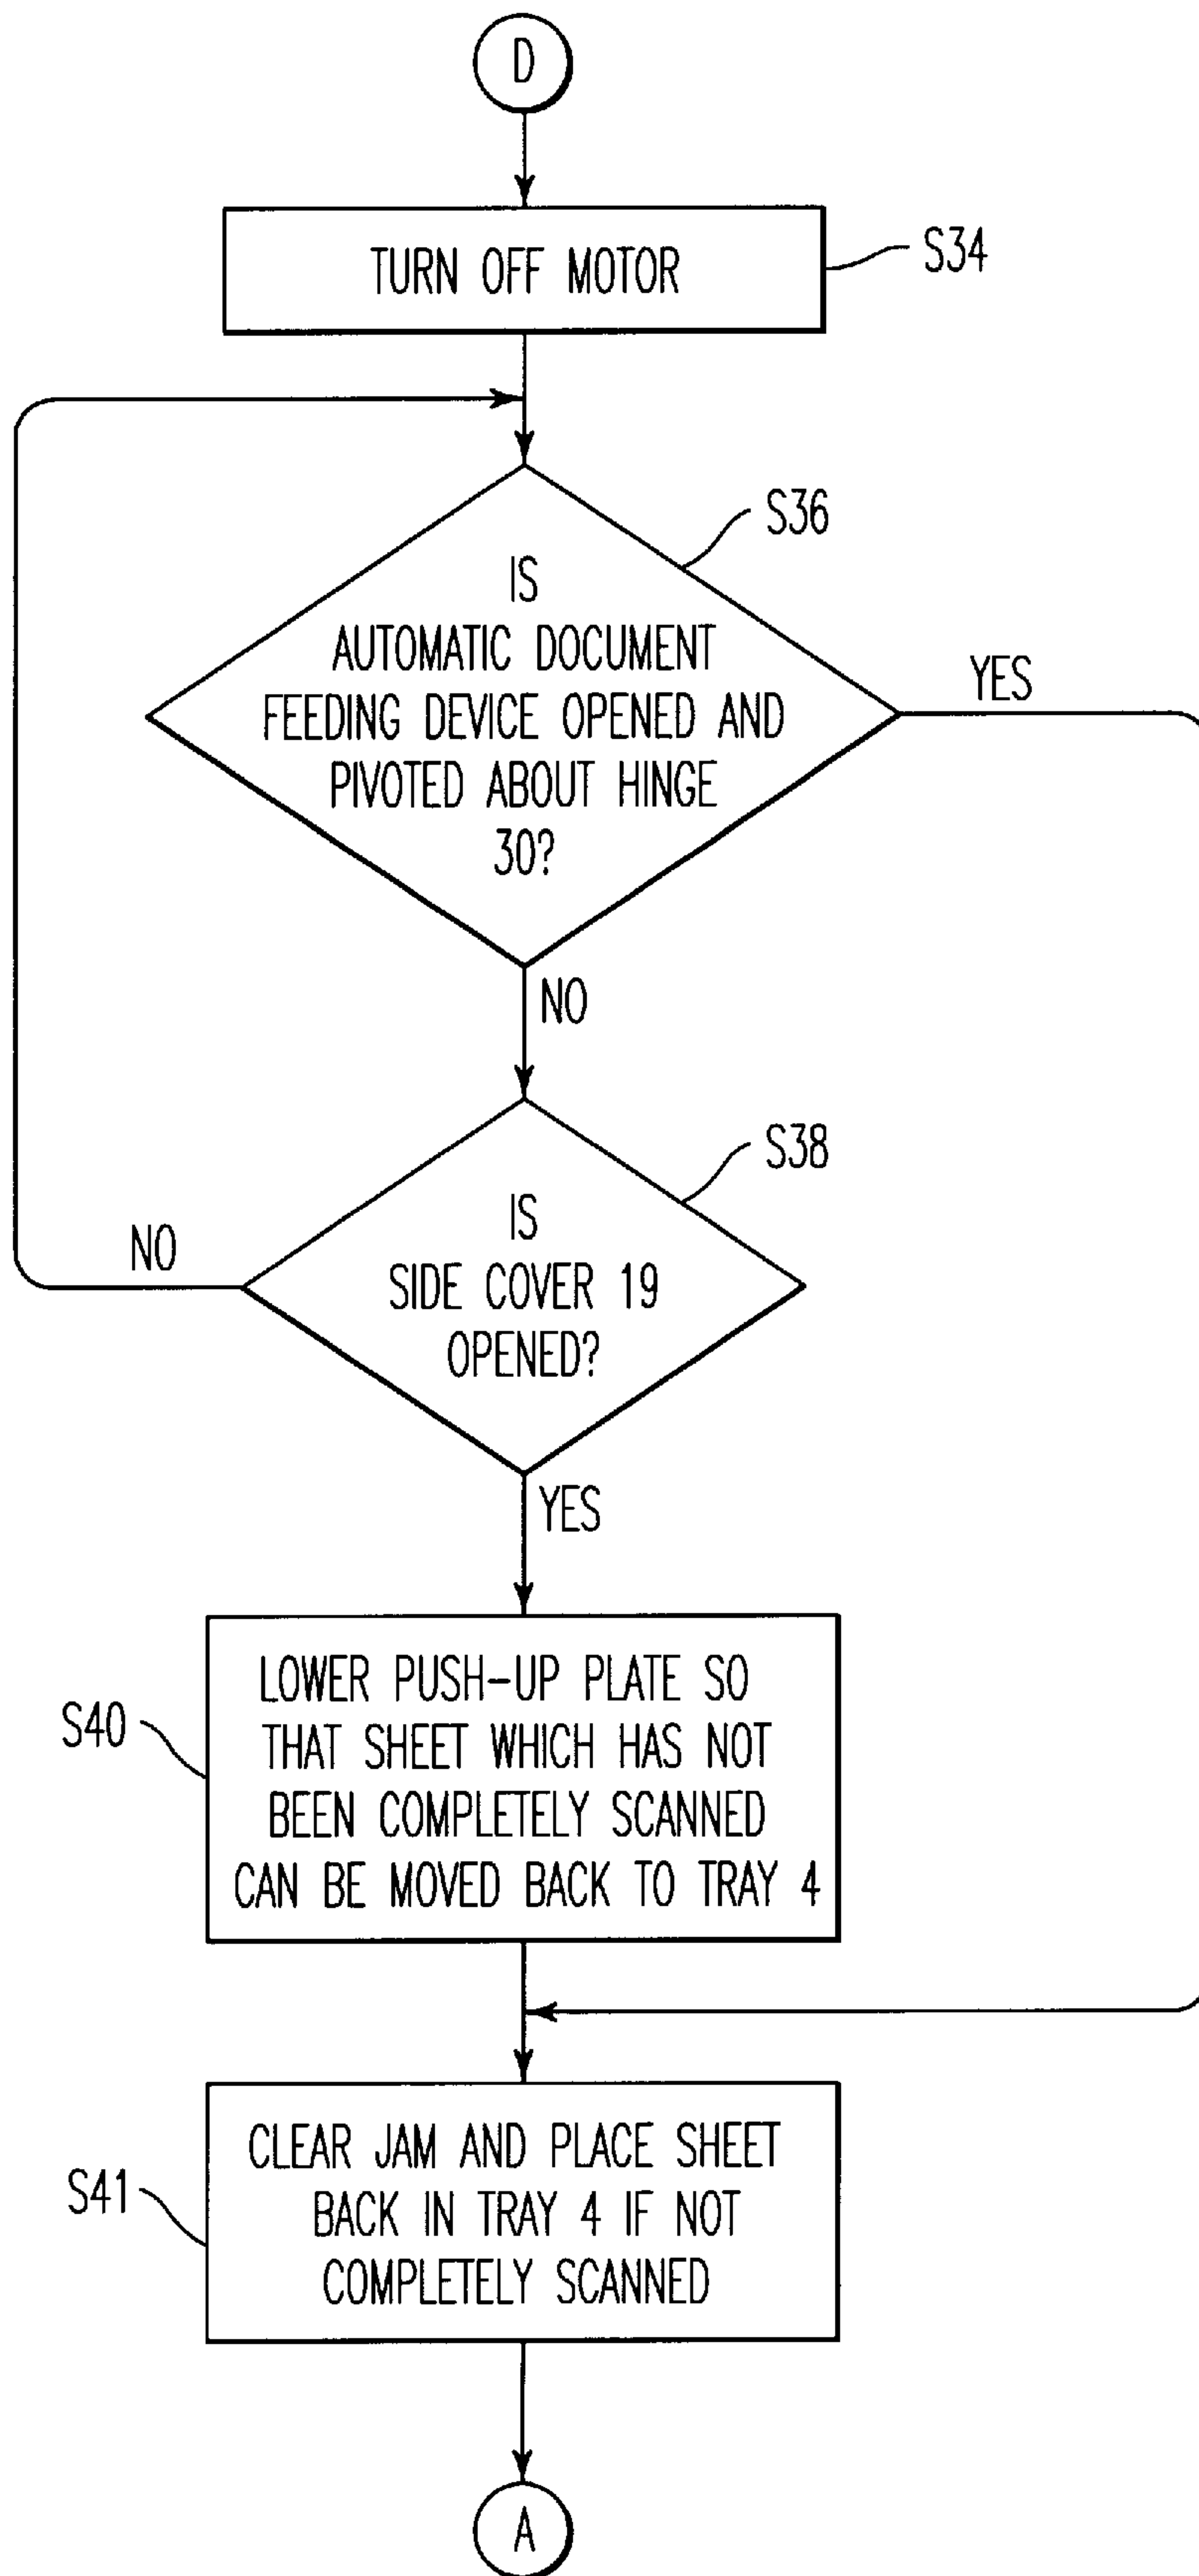 D
TURN OFF MOTOR
S34
S36
IS
AUTOMATIC DOCUMENT
FEEDING DEVICE OPENED AND
PIVOTED ABOUT HINGE
30?
YES
NO
S38
IS
SIDE COVER 19
OPENED?
NO
YES
S40
LOWER PUSH-UP PLATE SO
THAT SHEET WHICH HAS NOT
BEEN COMPLETELY SCANNED
CAN BE MOVED BACK TO TRAY 4
S41
CLEAR JAM AND PLACE SHEET
BACK IN TRAY 4 IF NOT
COMPLETELY SCANNED
A